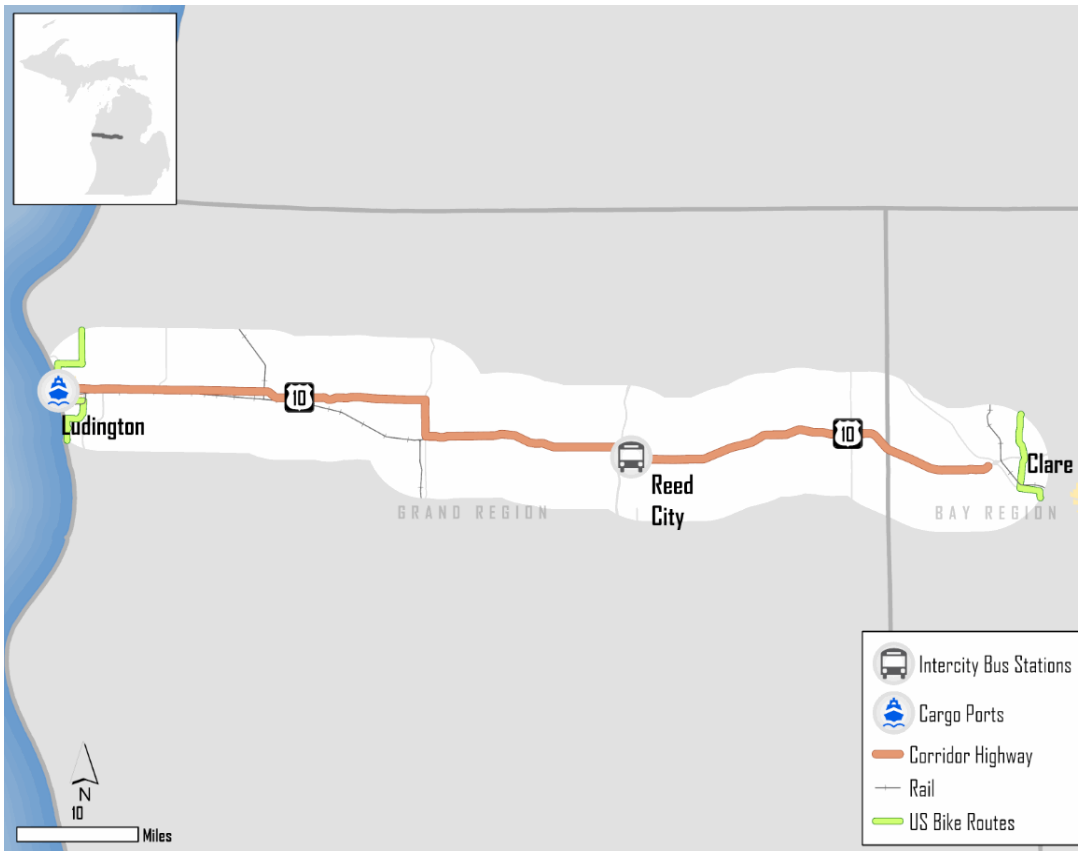 10
10
Ludington
Clare
Reed
City
GRAND REGION
BAY REGION
Intercity Bus Stations
Cargo Ports
Corridor Highway
Rail
US Bike Routes
N
10
Miles